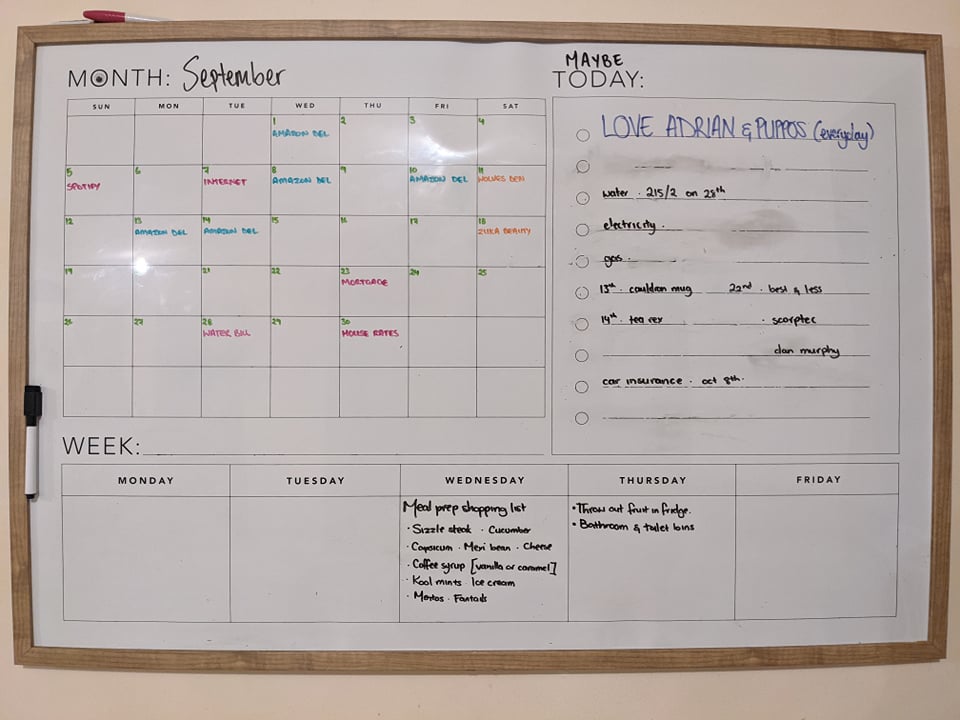 MONTH: September
SUN MON TUE WED THU FRI SAT
1 2 3 4
AMAZON DEL
5 6 7 8 9 10 11
SPOTIFY INTERNET AMAZON DEL AMAZON DEL WOLVES DEN
12 13 14 15 16 17 18
AMAZON DEL AMAZON DEL ZUKA BEAUTY
19 21 22 23 24 25
MORTGAGE
26 27 28 29 30
WATER BILL HOUSE RATES
MAYBE
TODAY:
LOVE ADRIAN & PUPPOS (everyday)
water · 215/2 on 28th
electricity ·
gas ·
13th · cauldron mug 22nd · best & less
14th · tea rex · scorptec
dan murphy
car insurance · oct 8th ·
WEEK:
MONDAY TUESDAY WEDNESDAY THURSDAY FRIDAY
Meal prep shopping list
· Sizzle steak · Cucumber
· Capsicum · Mexi bean · Cheese
· Coffee syrup [vanilla or caramel]
· Kool mints · Ice cream
· Mentos · Fantails
· Throw out fruit in fridge.
· Bathroom & toilet bins